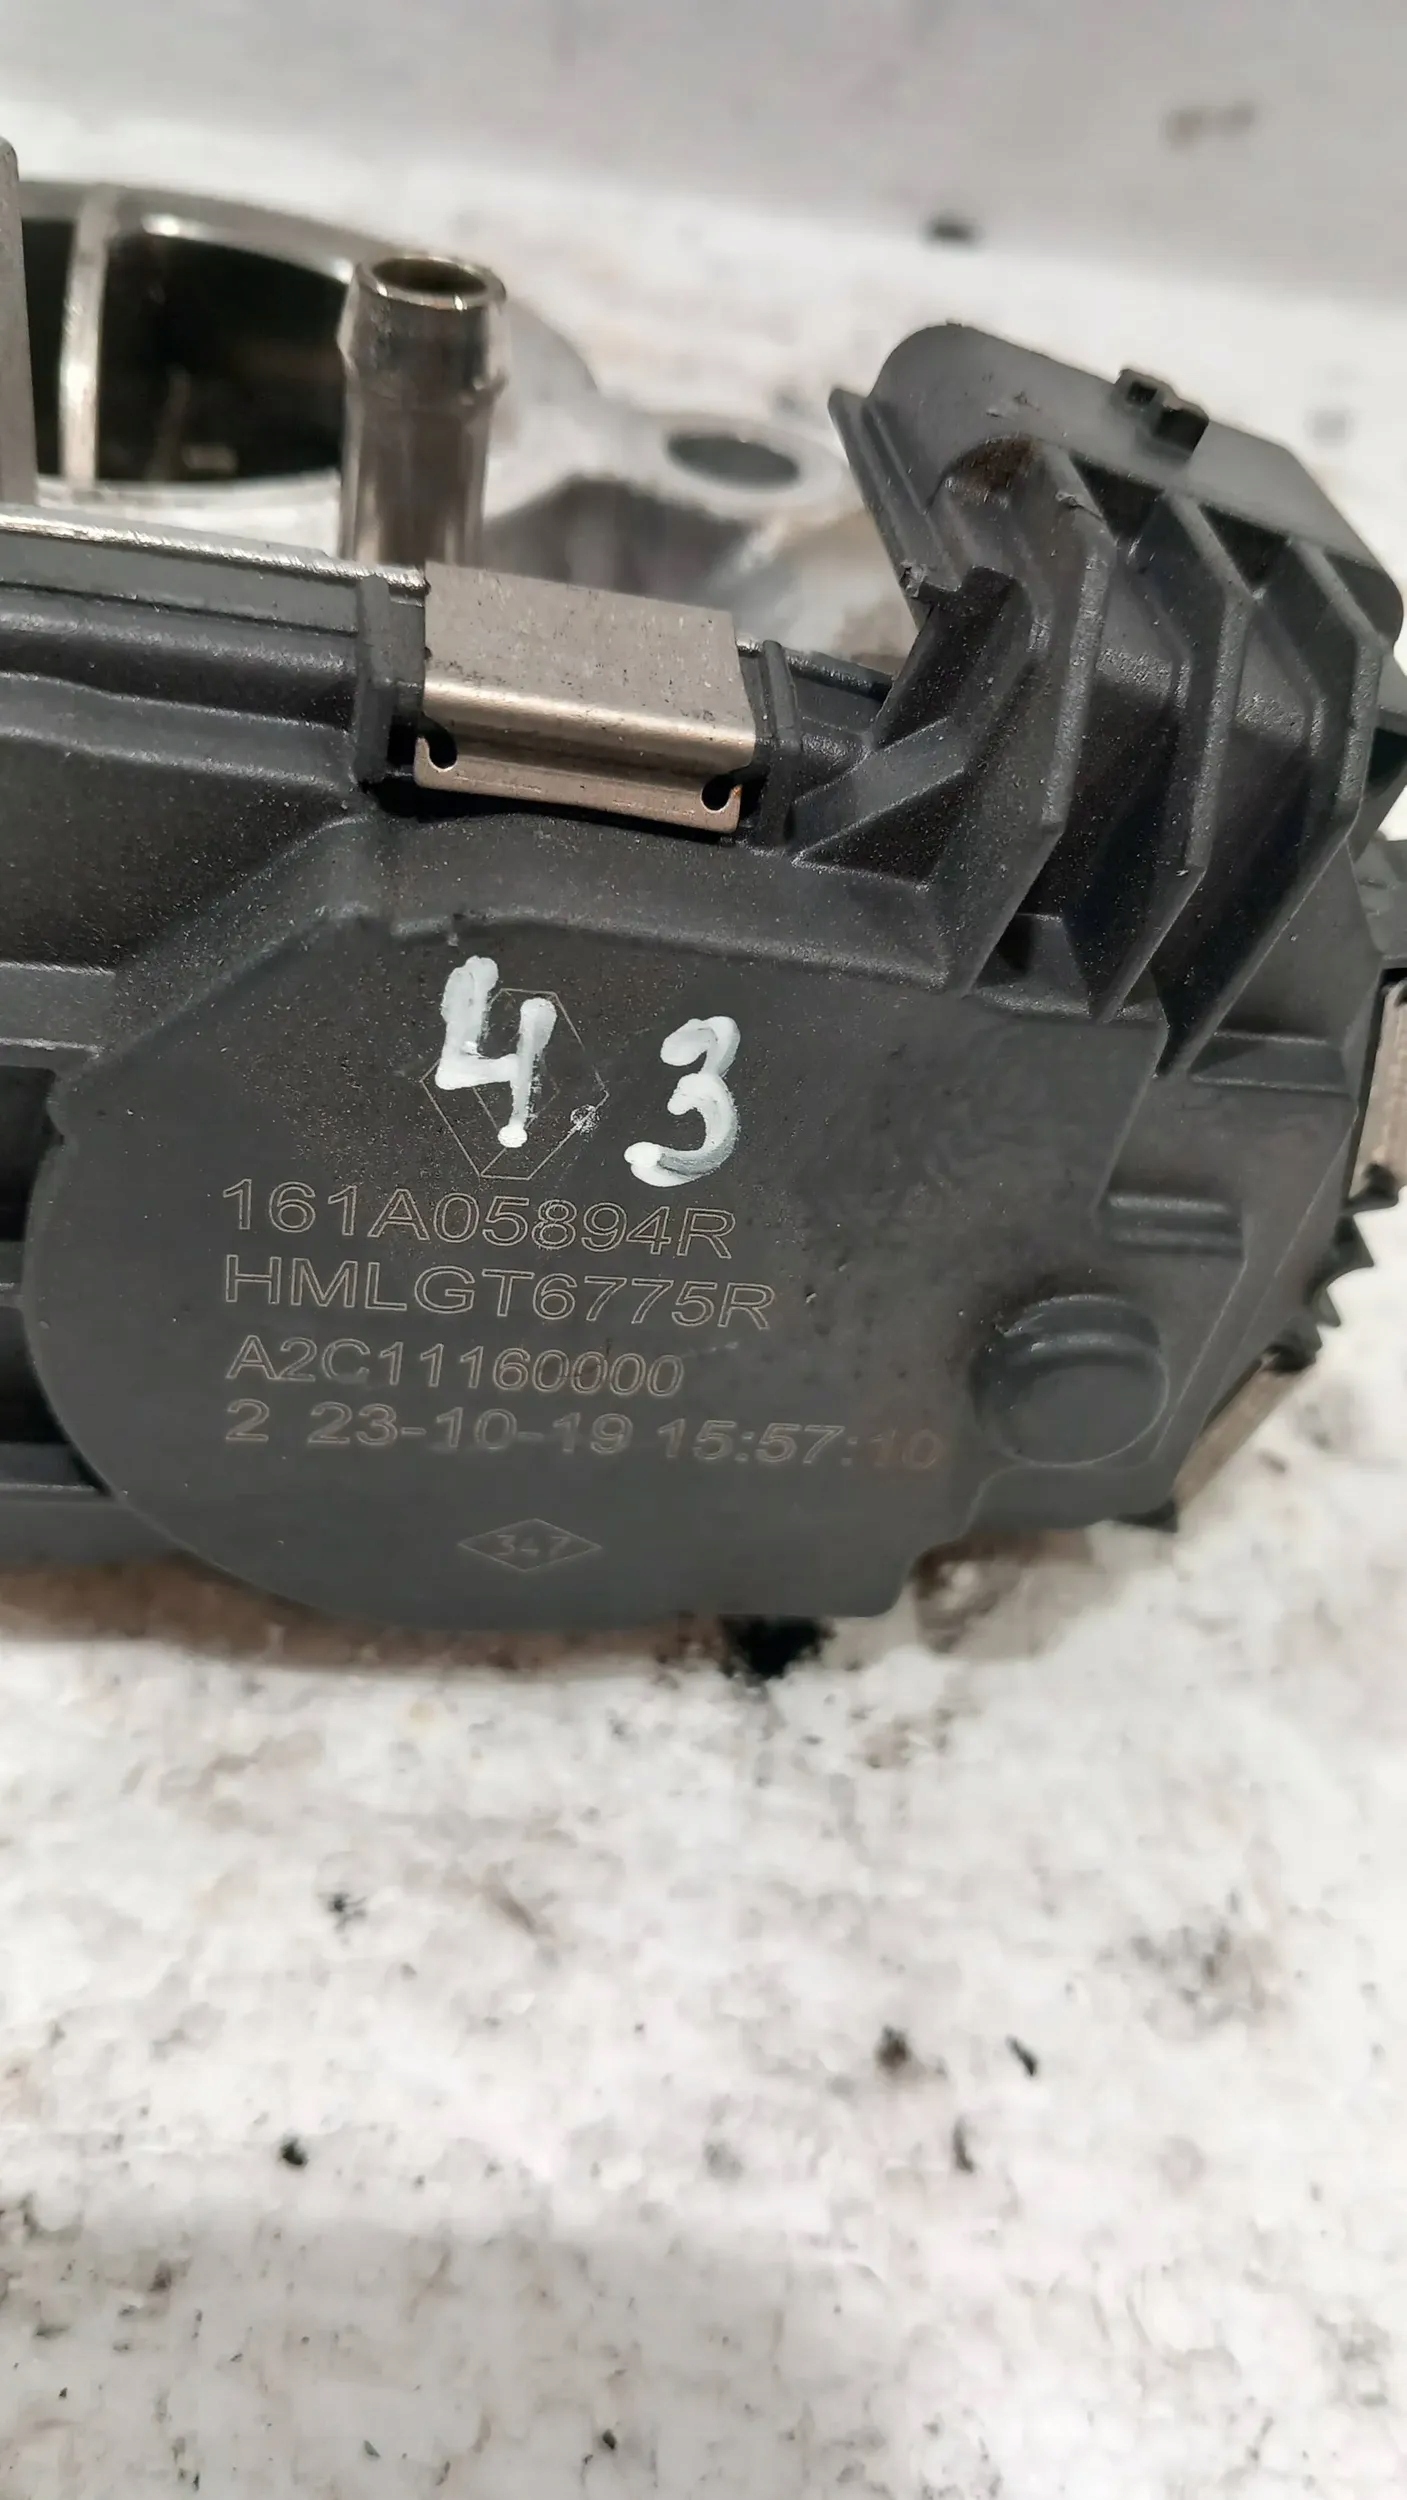 4 3
161A05894R
HMLGT6775R
A2C11160000
2 23-10-19 15:57:10
347